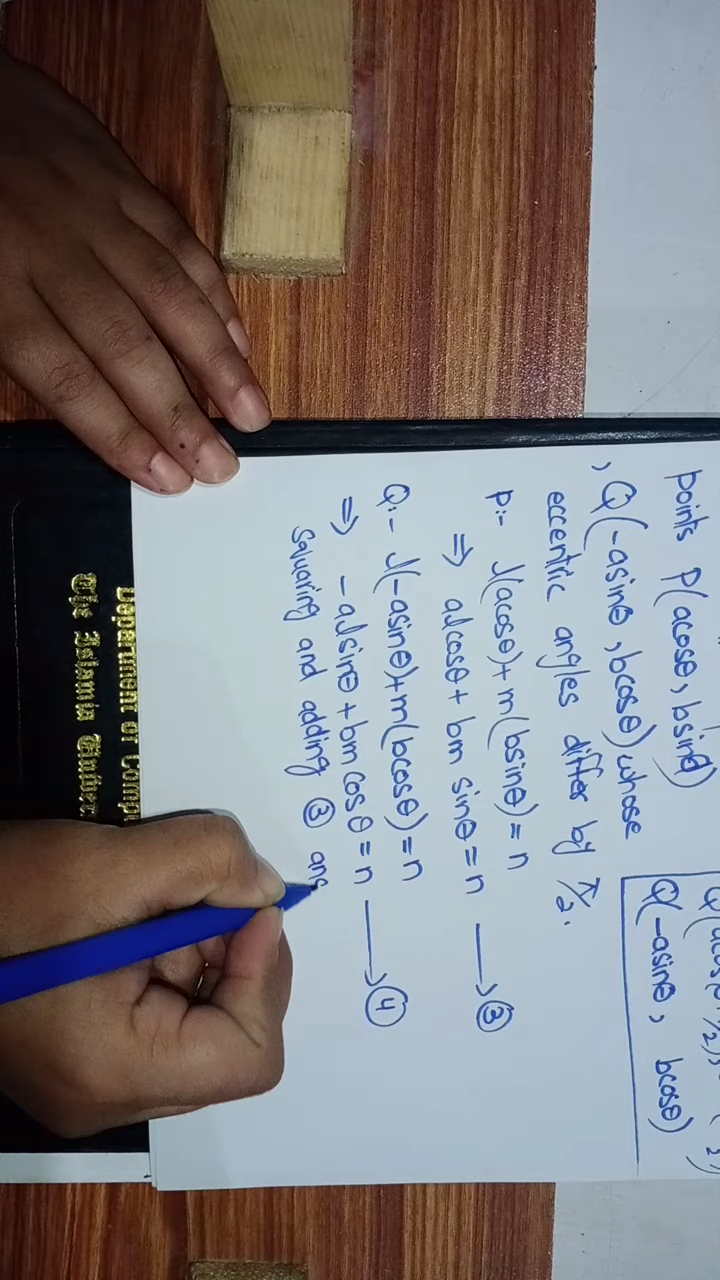 points P(acosθ, bsinθ)
, Q(-asinθ, bcosθ) whose
eccentric angles differ by π/2.
Q(-asinθ, bcosθ)
P:- l(acosθ)+m(bsinθ) = n
⇒ alcosθ + bm sinθ = n → ③
Q:- l(-asinθ)+m(bcosθ) = n
⇒ -alsinθ + bm cosθ = n → ④
Squaring and adding ③ an
Department of Compu
The Islamia Univer